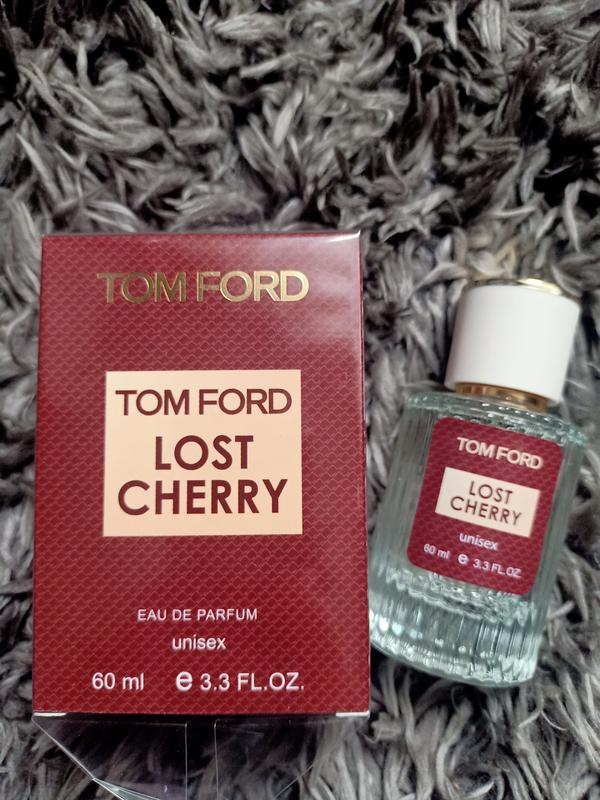 TOM FORD
TOM FORD
LOST
CHERRY
EAU DE PARFUM
unisex
60 ml e 3.3 FL.OZ.
TOM FORD
LOST
CHERRY
unisex
60 ml e 3.3 FL.OZ.